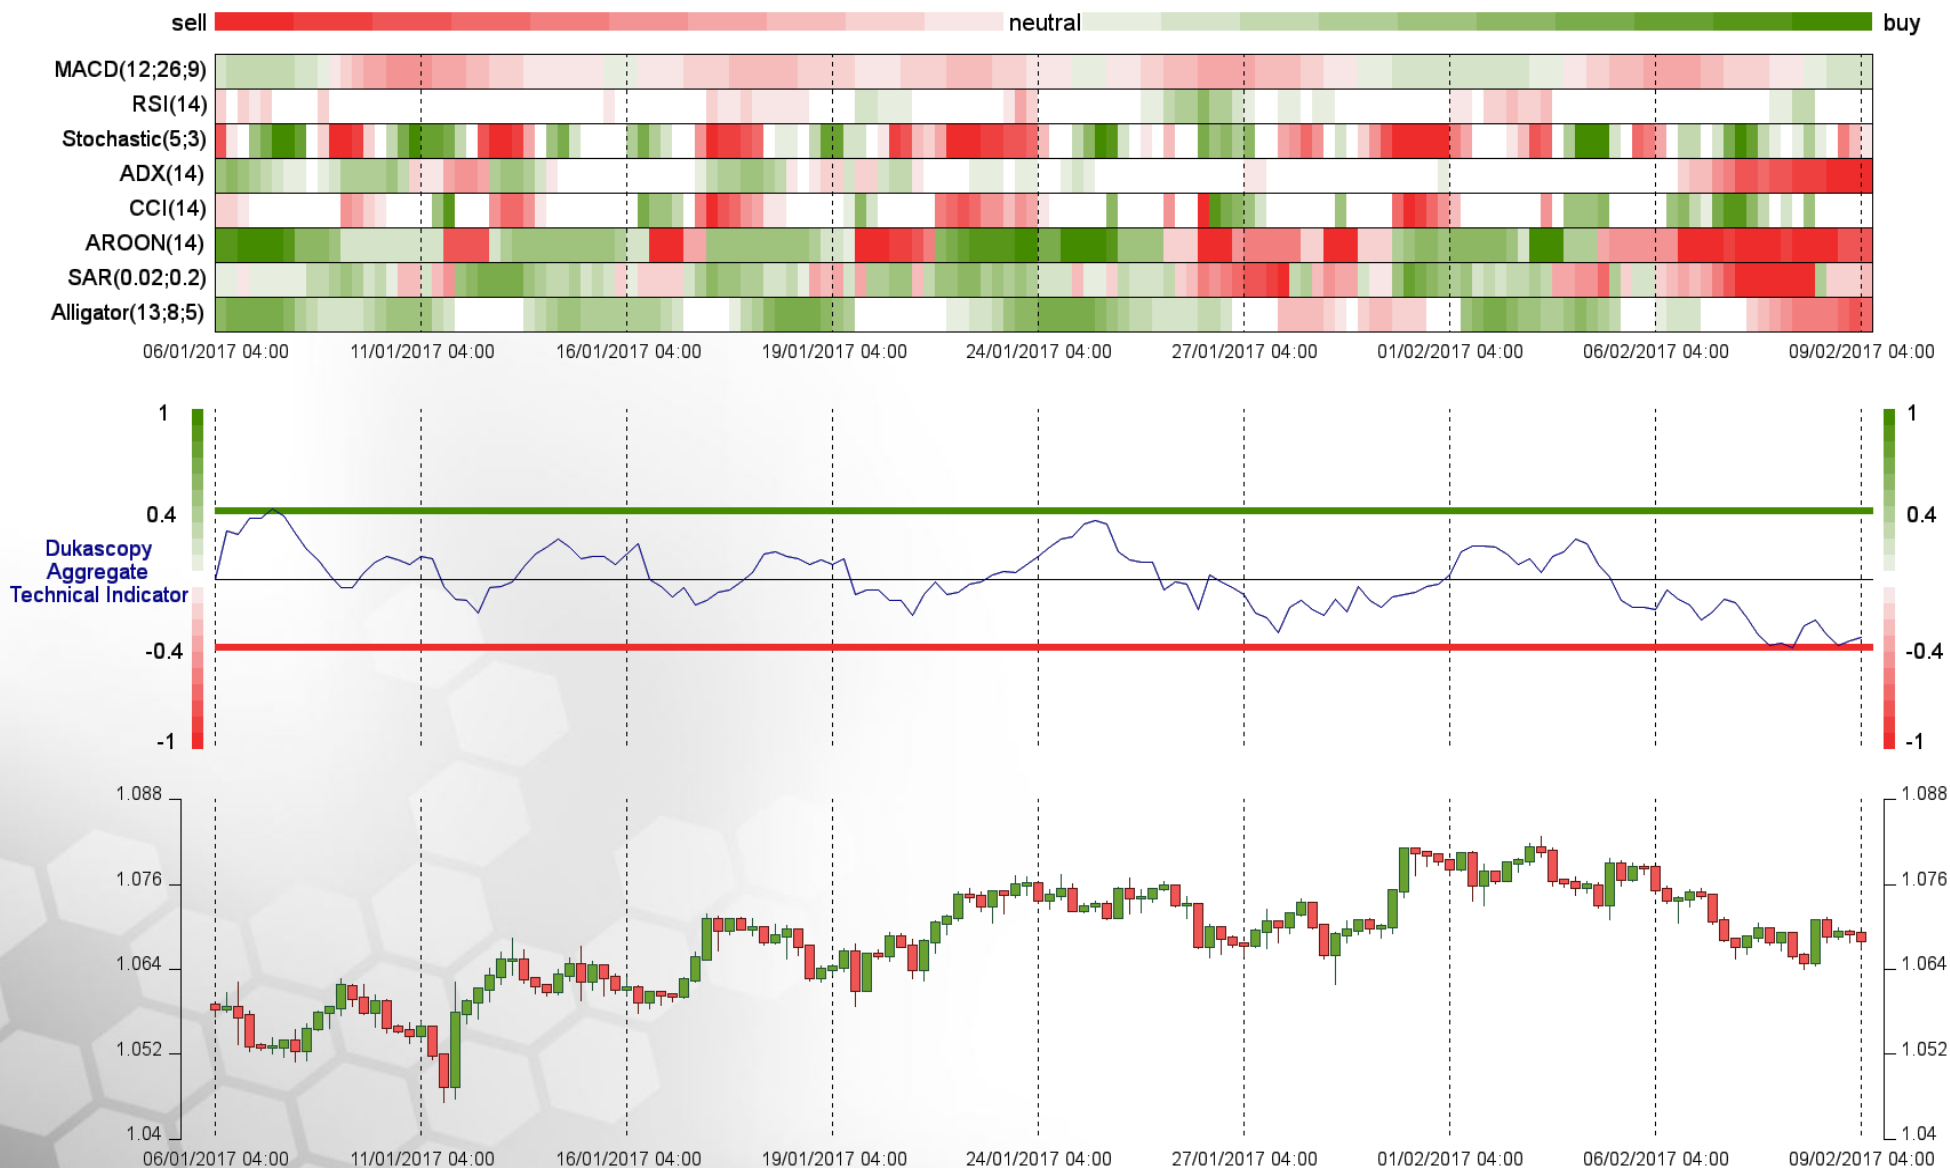 sell neutral buy
MACD(12;26;9)
RSI(14)
Stochastic(5;3)
ADX(14)
CCI(14)
AROON(14)
SAR(0.02;0.2)
Alligator(13;8;5)
06/01/2017 04:00 11/01/2017 04:00 16/01/2017 04:00 19/01/2017 04:00 24/01/2017 04:00 27/01/2017 04:00 01/02/2017 04:00 06/02/2017 04:00 09/02/2017 04:00
1 1
0.4 0.4
Dukascopy
Aggregate
Technical Indicator
-0.4 -0.4
-1 -1
1.088 1.088
1.076 1.076
1.064 1.064
1.052 1.052
1.04 1.04
06/01/2017 04:00 11/01/2017 04:00 16/01/2017 04:00 19/01/2017 04:00 24/01/2017 04:00 27/01/2017 04:00 01/02/2017 04:00 06/02/2017 04:00 09/02/2017 04:00